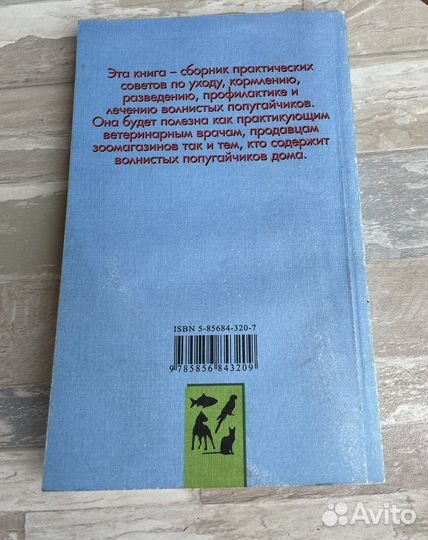 Эта книга – сборник практических
советов по уходу, кормлению,
разведению, профилактике и
лечению волнистых попугайчиков.
Она будет полезна как практикующим
ветеринарным врачам, продавцам
зоомагазинов так и тем, кто содержит
волнистых попугайчиков дома.
ISBN 5-85684-320-7
9 785856 843209
Avito